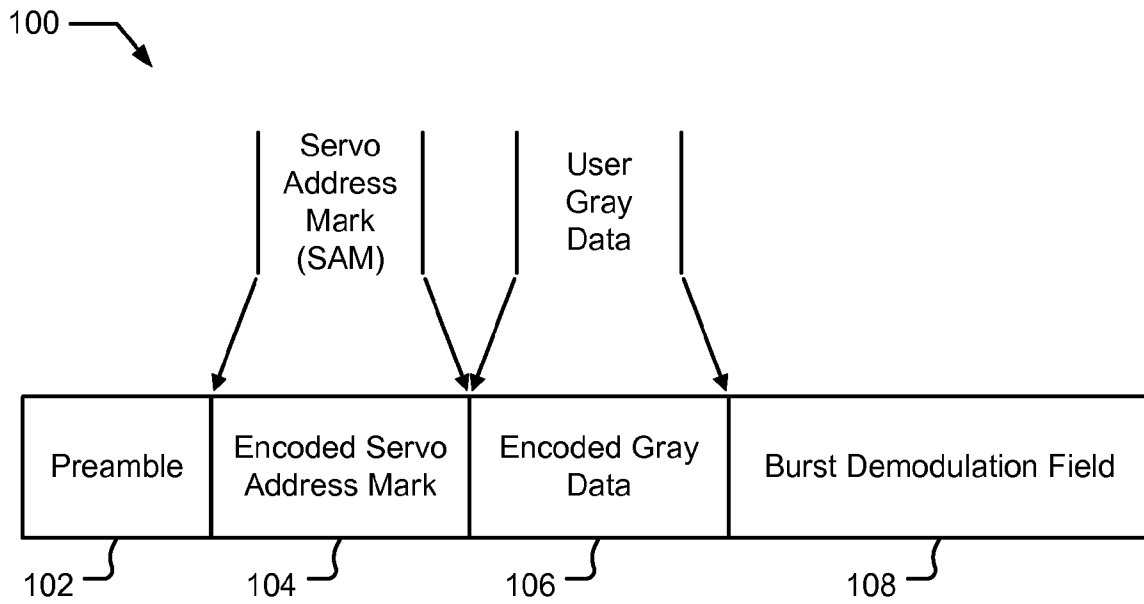 100
Servo
Address
Mark
(SAM)
User
Gray
Data
Preamble
Encoded Servo
Address Mark
Encoded Gray
Data
Burst Demodulation Field
102
104
106
108